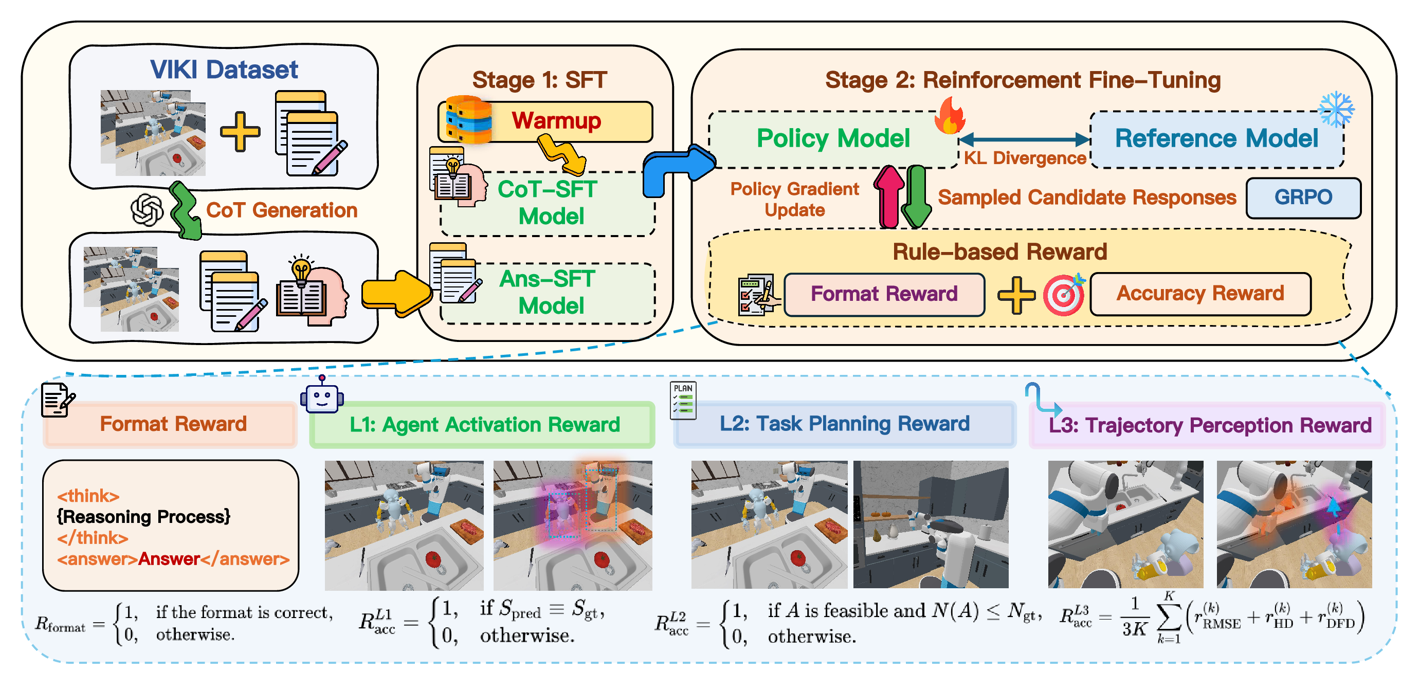 VIKI Dataset
CoT Generation
Stage 1: SFT
Warmup
CoT-SFT
Model
Ans-SFT
Model
Stage 2: Reinforcement Fine-Tuning
Policy Model
Reference Model
KL Divergence
Policy Gradient
Update
Sampled Candidate Responses
GRPO
Rule-based Reward
Format Reward
Accuracy Reward
Format Reward
<think>
{Reasoning Process}
</think>
<answer>Answer</answer>
R_format = {1, if the format is correct,
0, otherwise.
L1: Agent Activation Reward
R_acc^{L1} = {1, if S_pred ≡ S_gt,
0, otherwise.
PLAN
L2: Task Planning Reward
R_acc^{L2} = {1, if A is feasible and N(A) ≤ N_gt,
0, otherwise.
L3: Trajectory Perception Reward
R_acc^{L3} = \frac{1}{3K} \sum_{k=1}^{K} (r_RMSE^{(k)} + r_HD^{(k)} + r_DFD^{(k)})